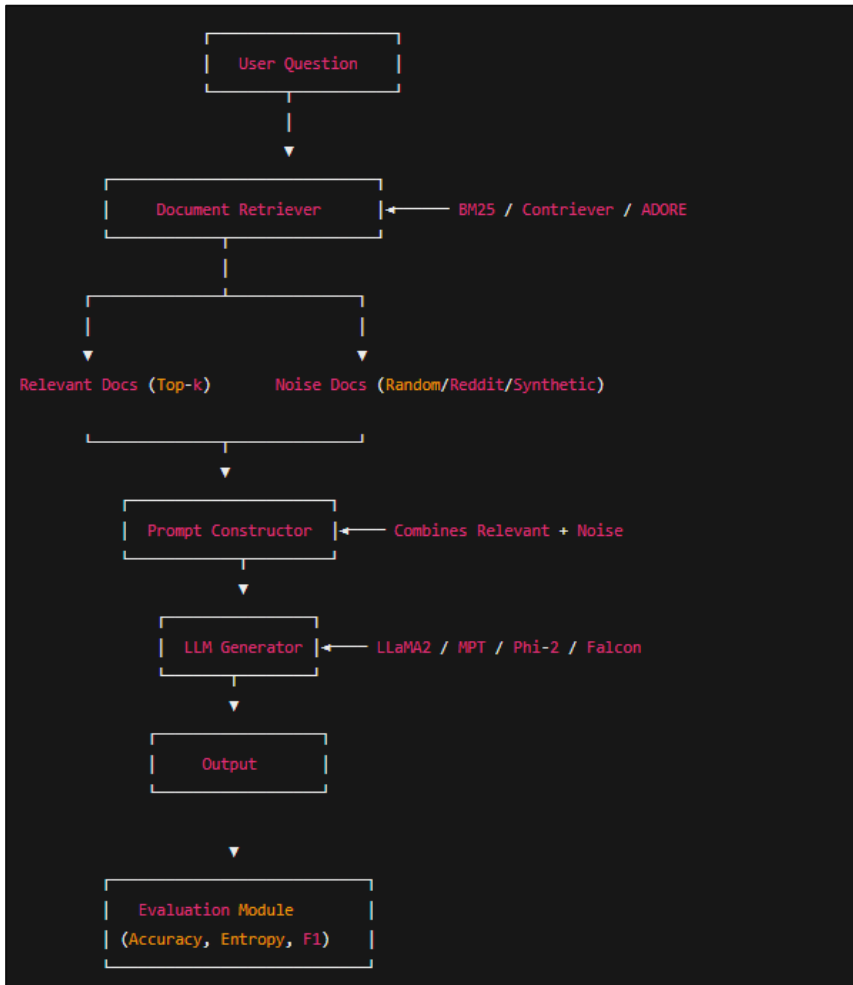 User Question
Document Retriever
BM25 / Contriever / ADORE
Relevant Docs (Top-k)
Noise Docs (Random/Reddit/Synthetic)
Prompt Constructor
Combines Relevant + Noise
LLM Generator
LLaMA2 / MPT / Phi-2 / Falcon
Output
Evaluation Module
(Accuracy, Entropy, F1)